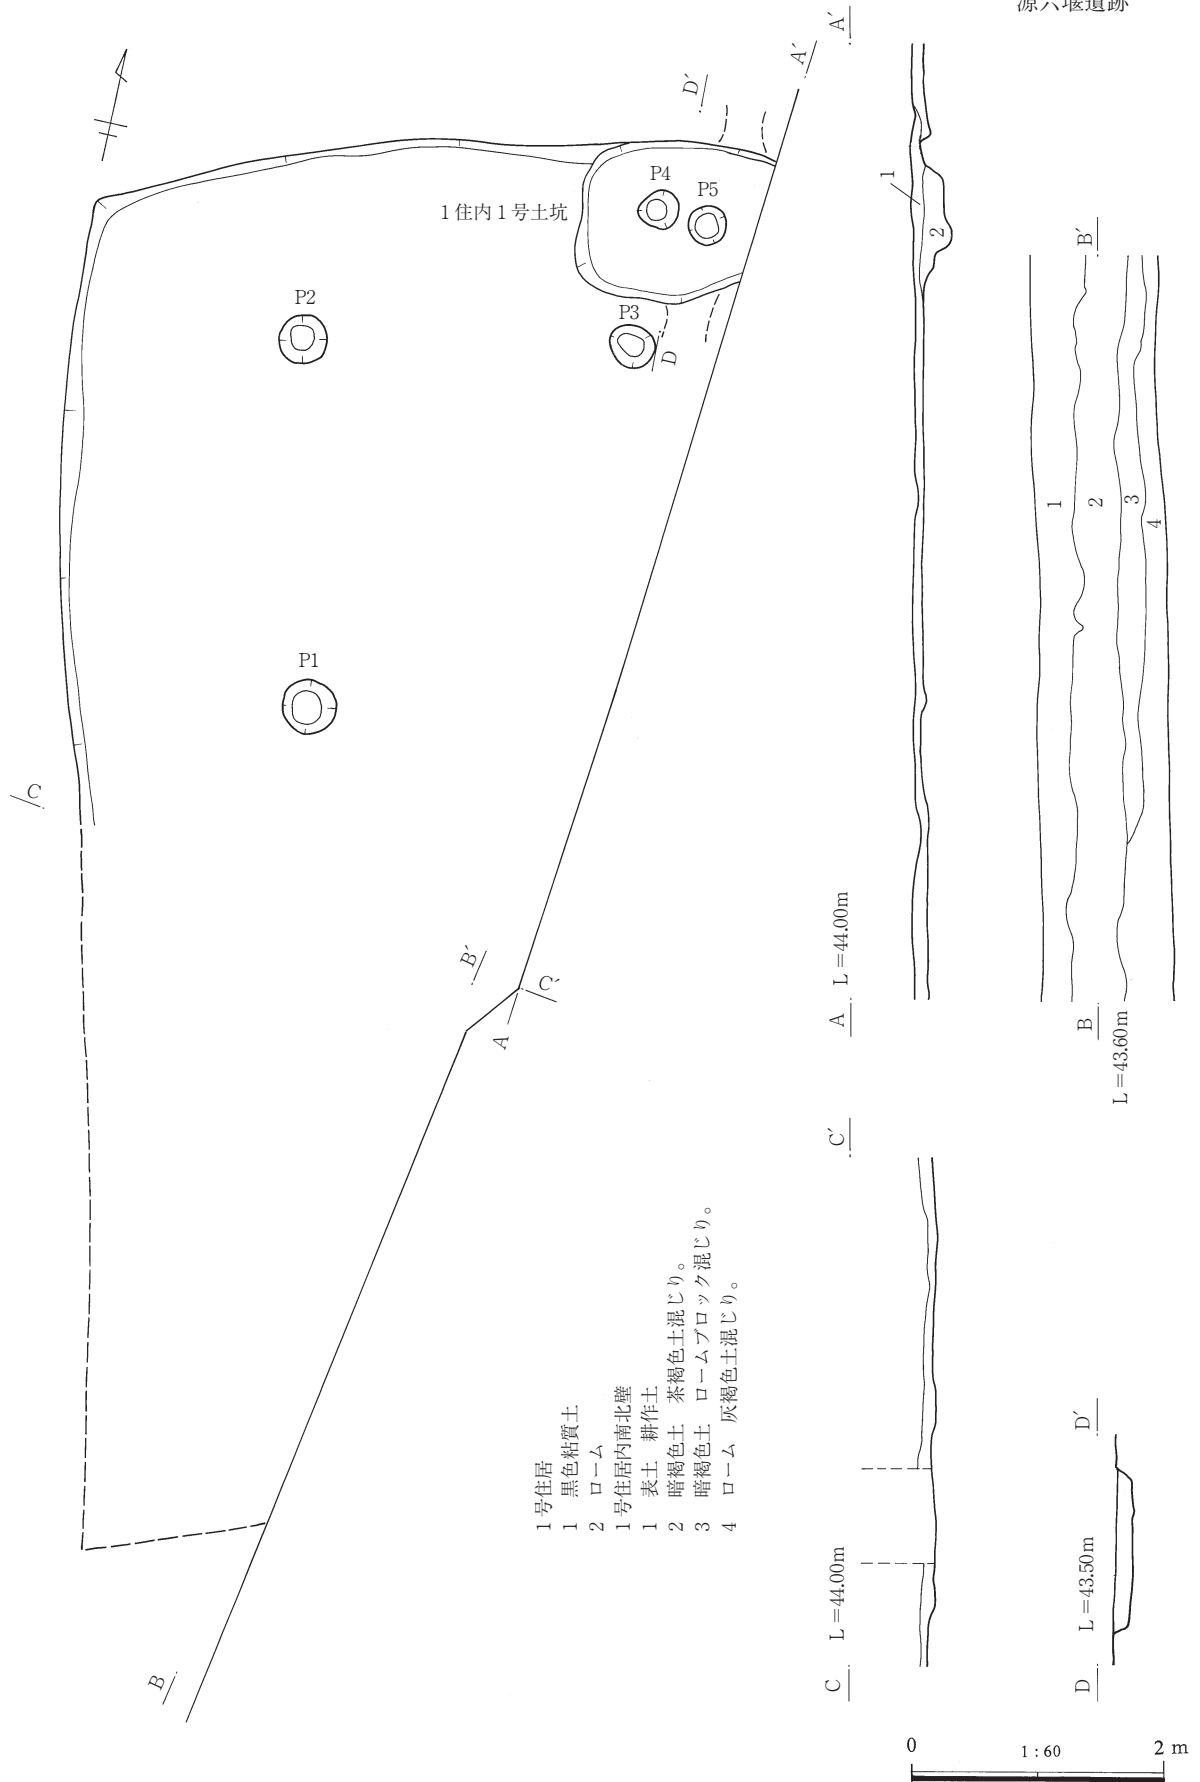 源六堰遺跡
A′
A′
D′
P4
P5
1住内1号土坑
1
2
B′
P2
P3
D
1
2
3
4
P1
C
B′
C′
A
A L=44.00m
B L=43.60m
C′
1号住居
1 黒色粘質土
2 ローム
1号住居内南北壁
1 表土 耕作土
2 暗褐色土 茶褐色土混じり。
3 暗褐色土 ロームブロック混じり。
4 ローム 灰褐色土混じり。
D′
B
C L=44.00m
D L=43.50m
0 1:60 2 m